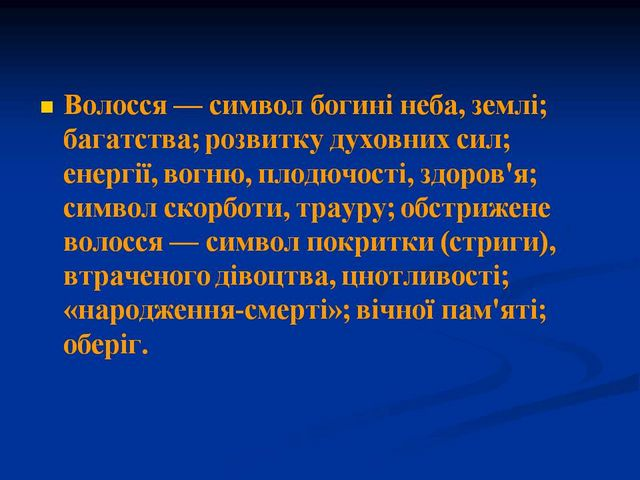 Волосся — символ богині неба, землі;
багатства; розвитку духовних сил;
енергії, вогню, плодючості, здоров'я;
символ скорботи, трауру; обстрижене
волосся — символ покритки (стриги),
втраченого дівоцтва, цнотливості;
«народження-смерті»; вічної пам'яті;
оберіг.